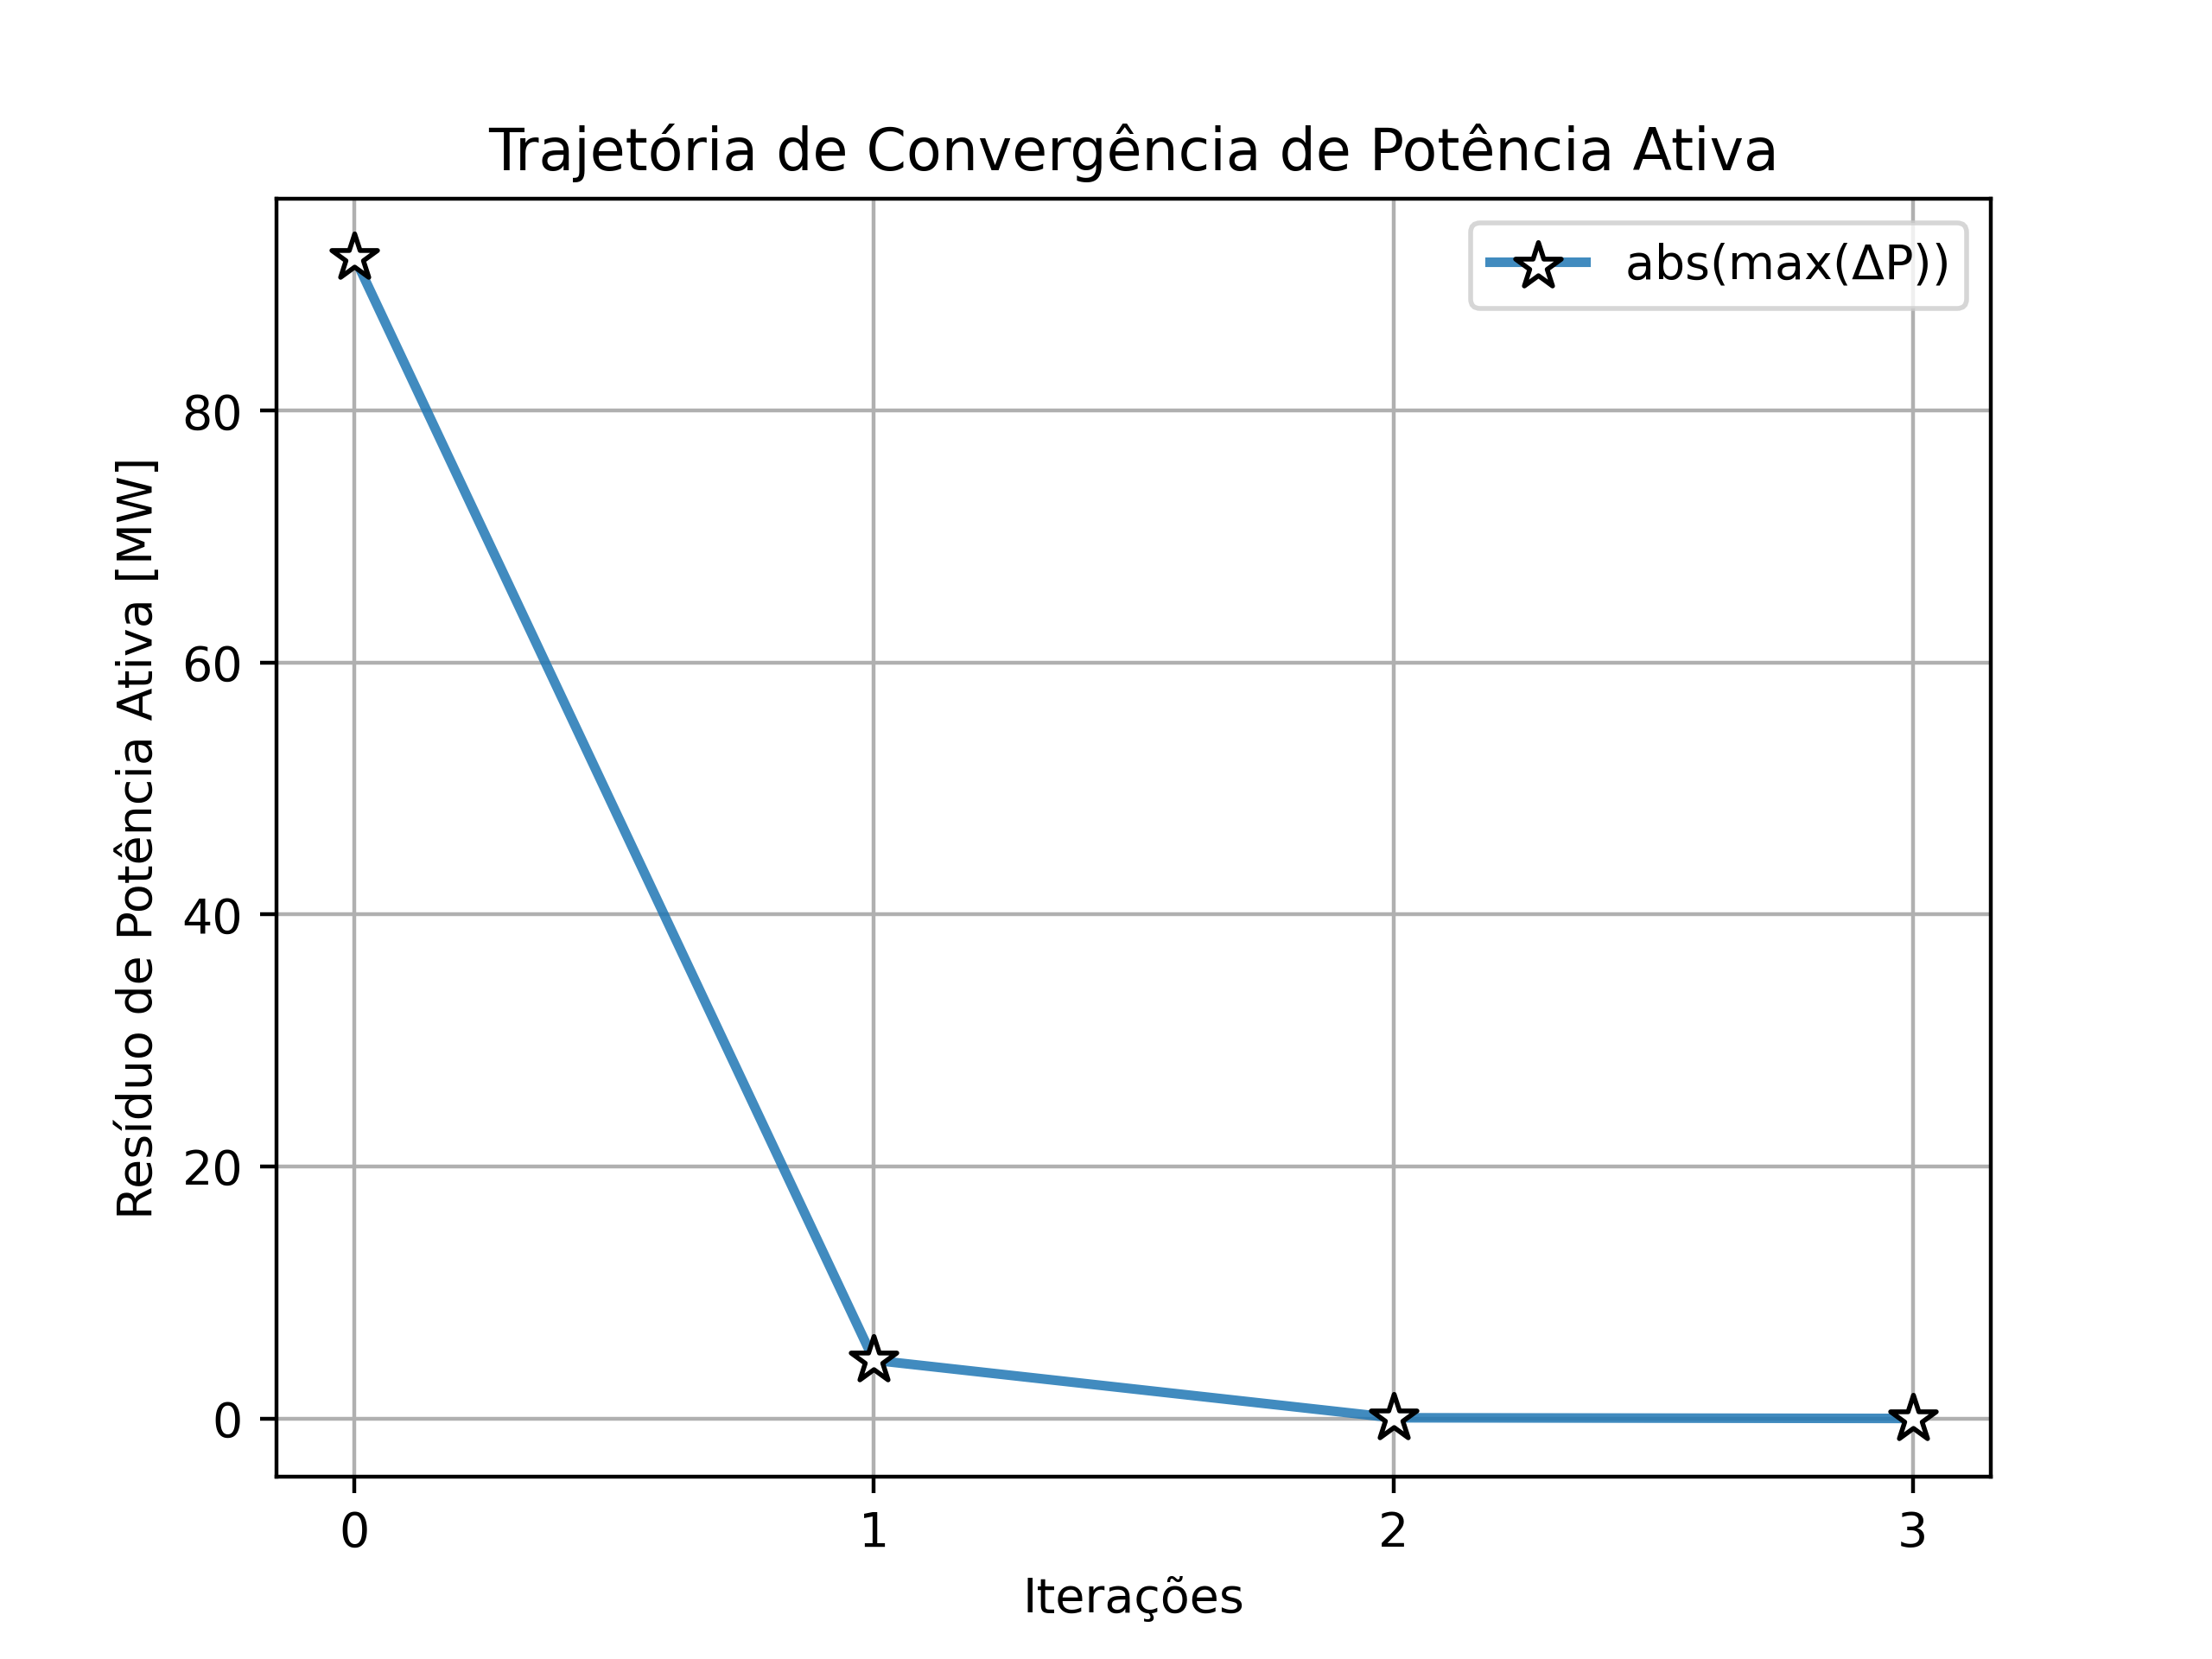 Trajetória de Convergência de Potência Ativa
abs(max(ΔP))
Resíduo de Potência Ativa [MW]
80
60
40
20
0
0 1 2 3
Iterações